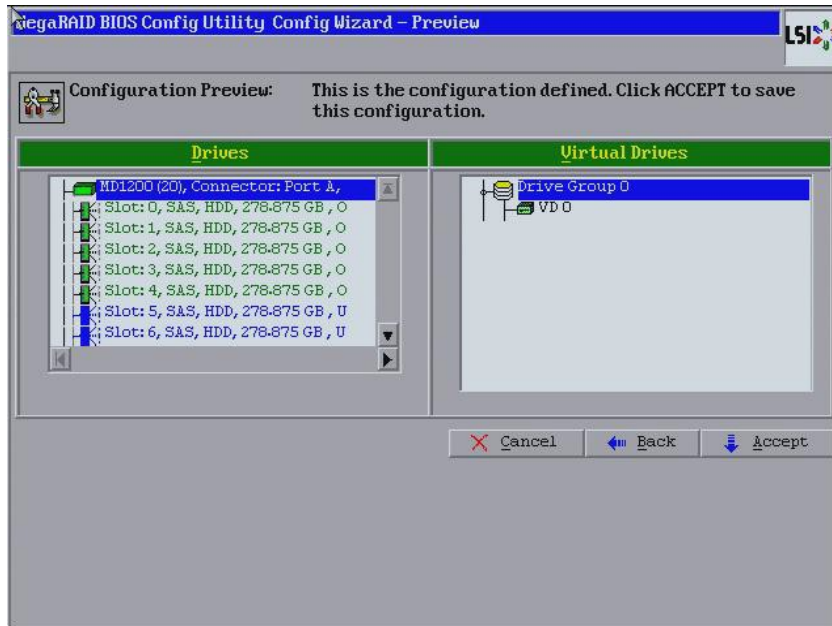 MegaRAID BIOS Config Utility Config Wizard – Preview
LSI
Configuration Preview: This is the configuration defined. Click ACCEPT to save
this configuration.
Drives
MD1200 (20), Connector: Port A,
Slot: 0, SAS, HDD, 278.875 GB , O
Slot: 1, SAS, HDD, 278.875 GB , O
Slot: 2, SAS, HDD, 278.875 GB , O
Slot: 3, SAS, HDD, 278.875 GB , O
Slot: 4, SAS, HDD, 278.875 GB , O
Slot: 5, SAS, HDD, 278.875 GB , U
Slot: 6, SAS, HDD, 278.875 GB , U
Virtual Drives
Drive Group 0
VD 0
Cancel
Back
Accept